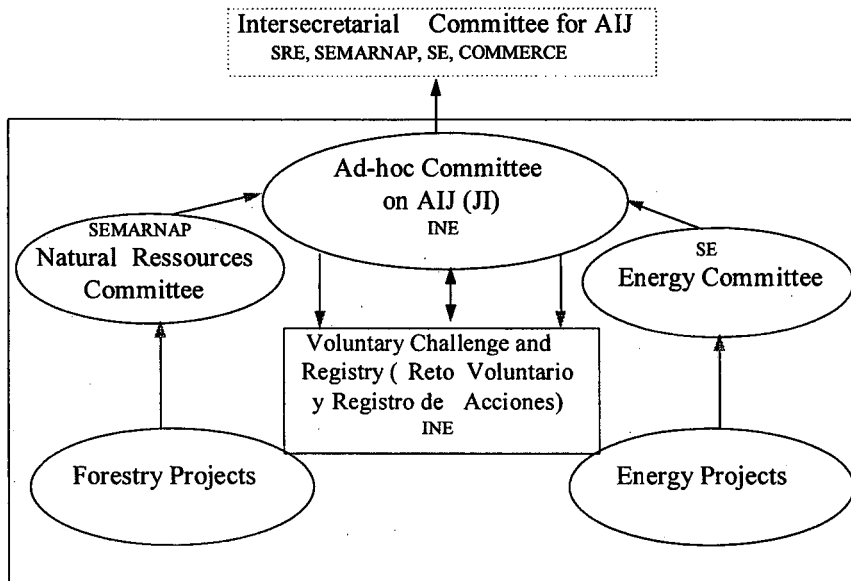 Intersecretarial Committee for AIJ
SRE, SEMARNAP, SE, COMMERCE
Ad-hoc Committee
on AIJ (JI)
INE
SEMARNAP
Natural Ressources
Committee
SE
Energy Committee
Voluntary Challenge and
Registry ( Reto Voluntario
y Registro de Acciones)
INE
Forestry Projects
Energy Projects